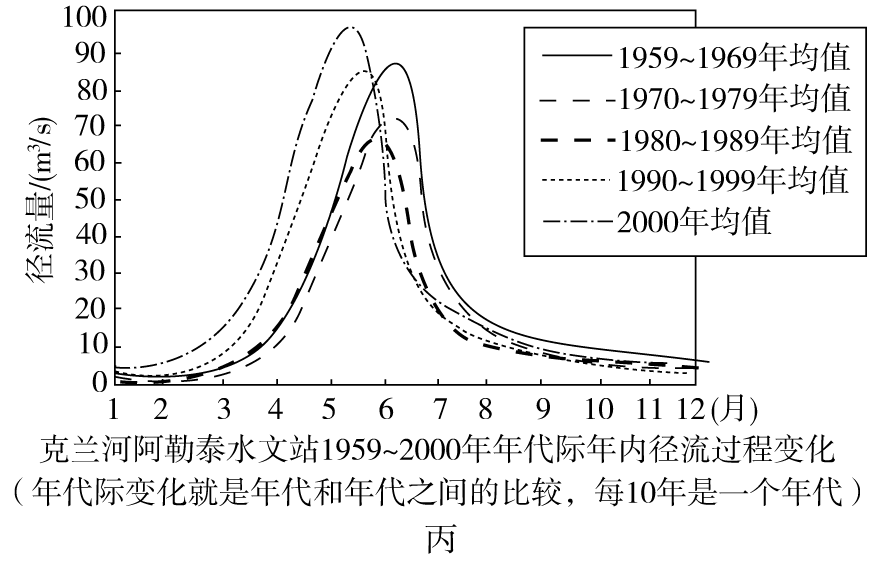 100
90
80
70
60
50
40
30
20
10
0
径流量/(m³/s)
1 2 3 4 5 6 7 8 9 10 11 12 (月)
1959~1969年均值
1970~1979年均值
1980~1989年均值
1990~1999年均值
2000年均值
克兰河阿勒泰水文站1959~2000年年代际年内径流过程变化
（年代际变化就是年代和年代之间的比较，每10年是一个年代）
丙